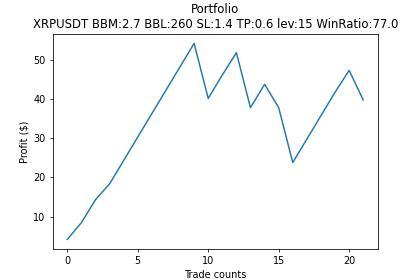 Portfolio
XRPUSDT BBM:2.7 BBL:260 SL:1.4 TP:0.6 lev:15 WinRatio:77.0
50
40
30
20
10
Profit ($)
0 5 10 15 20
Trade counts